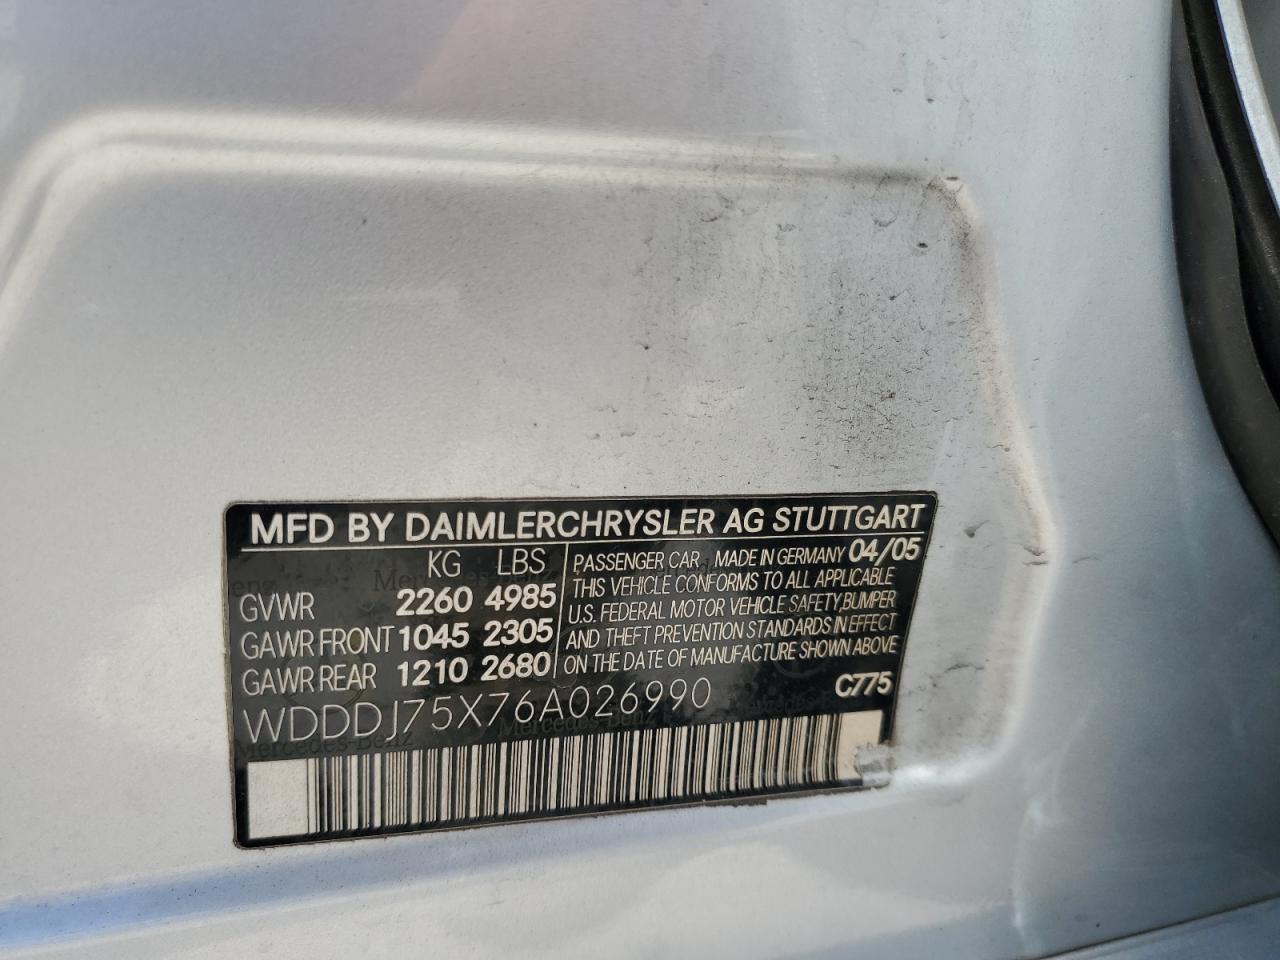 MFD BY DAIMLERCHRYSLER AG STUTTGART
KG LBS
GVWR 2260 4985
GAWR FRONT 1045 2305
GAWR REAR 1210 2680
PASSENGER CAR MADE IN GERMANY 04/05
THIS VEHICLE CONFORMS TO ALL APPLICABLE
U.S. FEDERAL MOTOR VEHICLE SAFETY, BUMPER
AND THEFT PREVENTION STANDARDS IN EFFECT
ON THE DATE OF MANUFACTURE SHOWN ABOVE
C775
WDDDJ75X76A026990
Mercedes-Benz